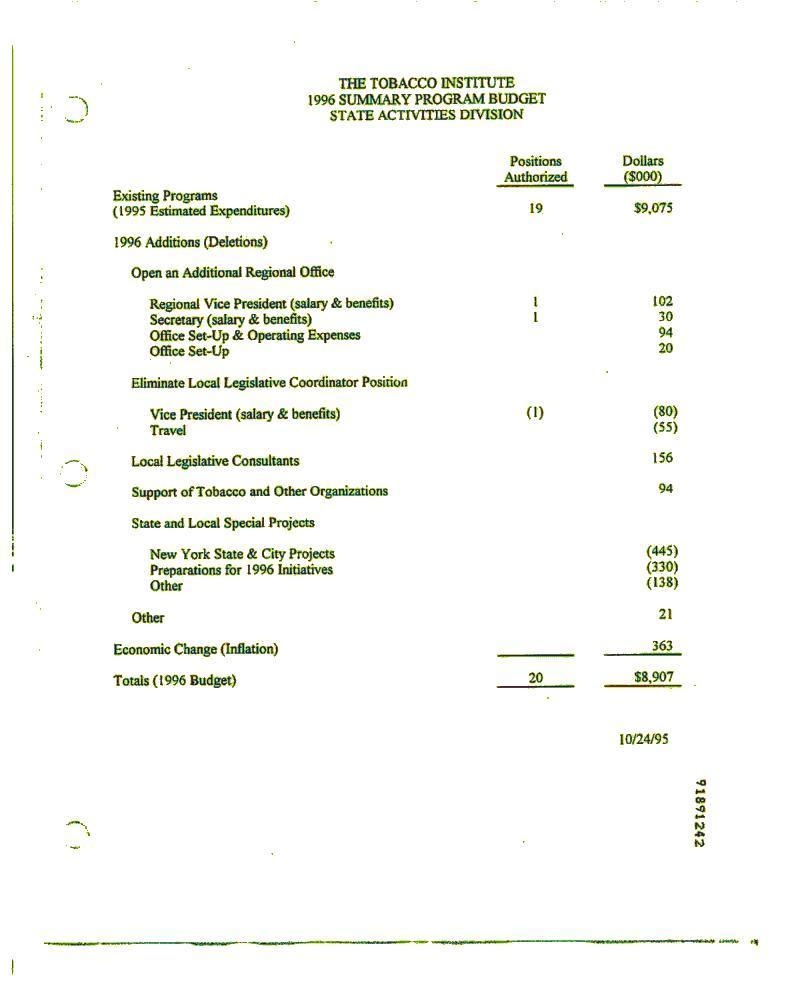 THE TOBACCO INSTITUTE
1996 SUMMARY PROGRAM BUDGET
STATE ACTIVITIES DIVISION
Positions Dollars
Authorized ($000)
Existing Programs
(1995 Estimated Expenditures) 19 $9,075
1996 Additions (Deletions)
Open an Additional Regional Office
Regional Vice President (salary & benefits) 1 102
Secretary (salary & benefits) 1 30
Office Set-Up & Operating Expenses 94
Office Set-Up 20
Eliminate Local Legislative Coordinator Position
Vice President (salary & benefits) (1) (80)
Travel (55)
Local Legislative Consultants 156
Support of Tobacco and Other Organizations 94
State and Local Special Projects
New York State & City Projects (445)
Preparations for 1996 Initiatives (330)
Other (138)
Other 21
Economic Change (Inflation) 363
Totals (1996 Budget) 20 $8,907
10/24/95
91891242